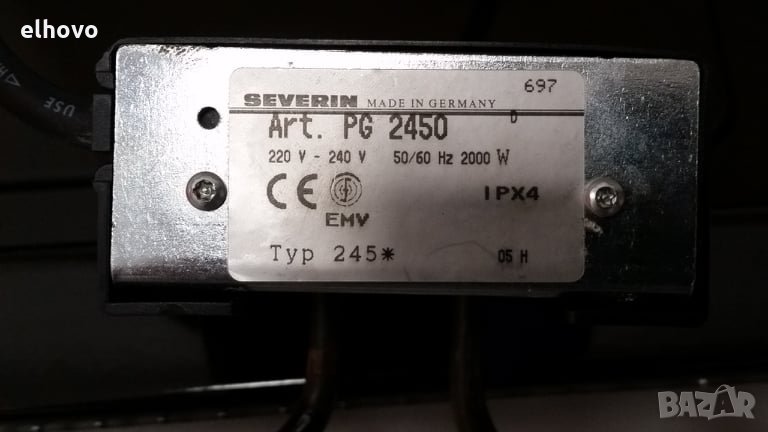 elhovo
697
SEVERIN MADE IN GERMANY
D
Art. PG 2450
220 V - 240 V 50/60 Hz 2000 W
CE
IPX4
EMV
Typ 245*
05 H
USE
BAZAR